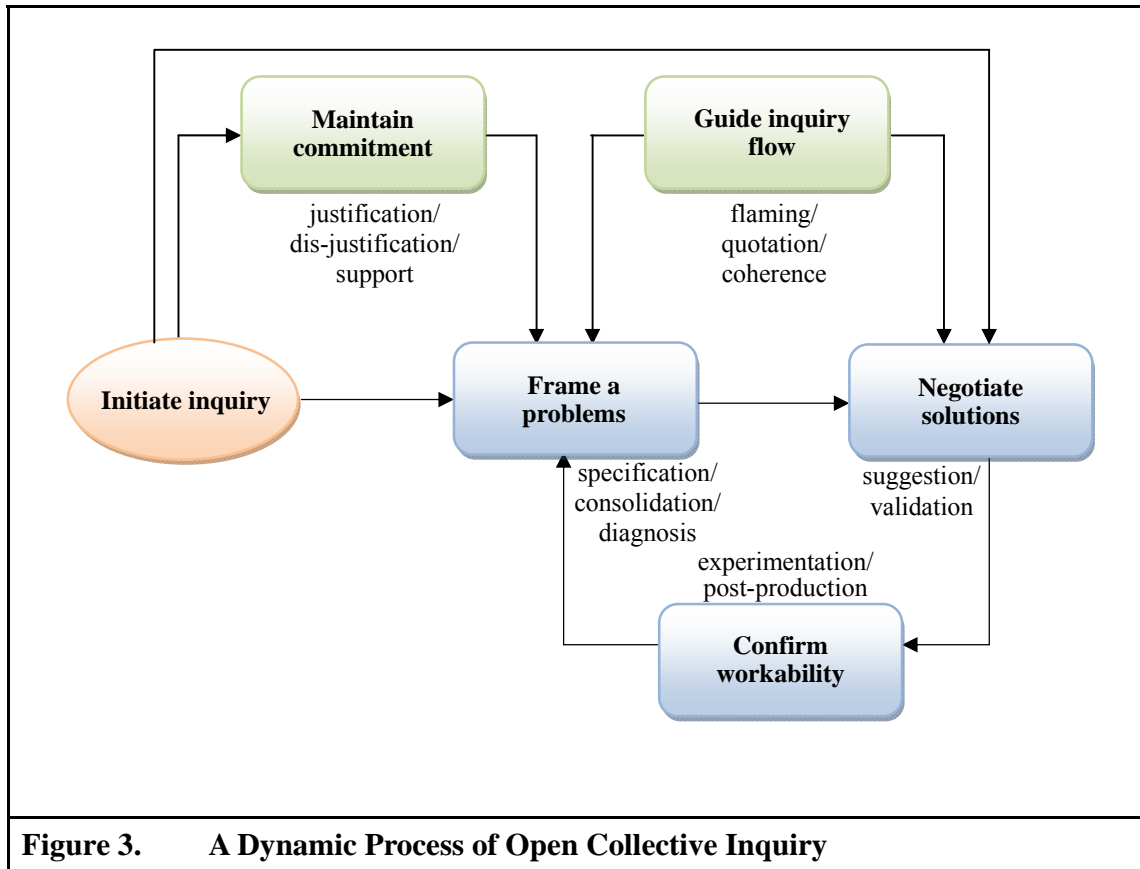 Maintain
commitment
Guide inquiry
flow
justification/
dis-justification/
support
flaming/
quotation/
coherence
Initiate inquiry
Frame a
problems
Negotiate
solutions
specification/
consolidation/
diagnosis
suggestion/
validation
experimentation/
post-production
Confirm
workability
Figure 3. A Dynamic Process of Open Collective Inquiry